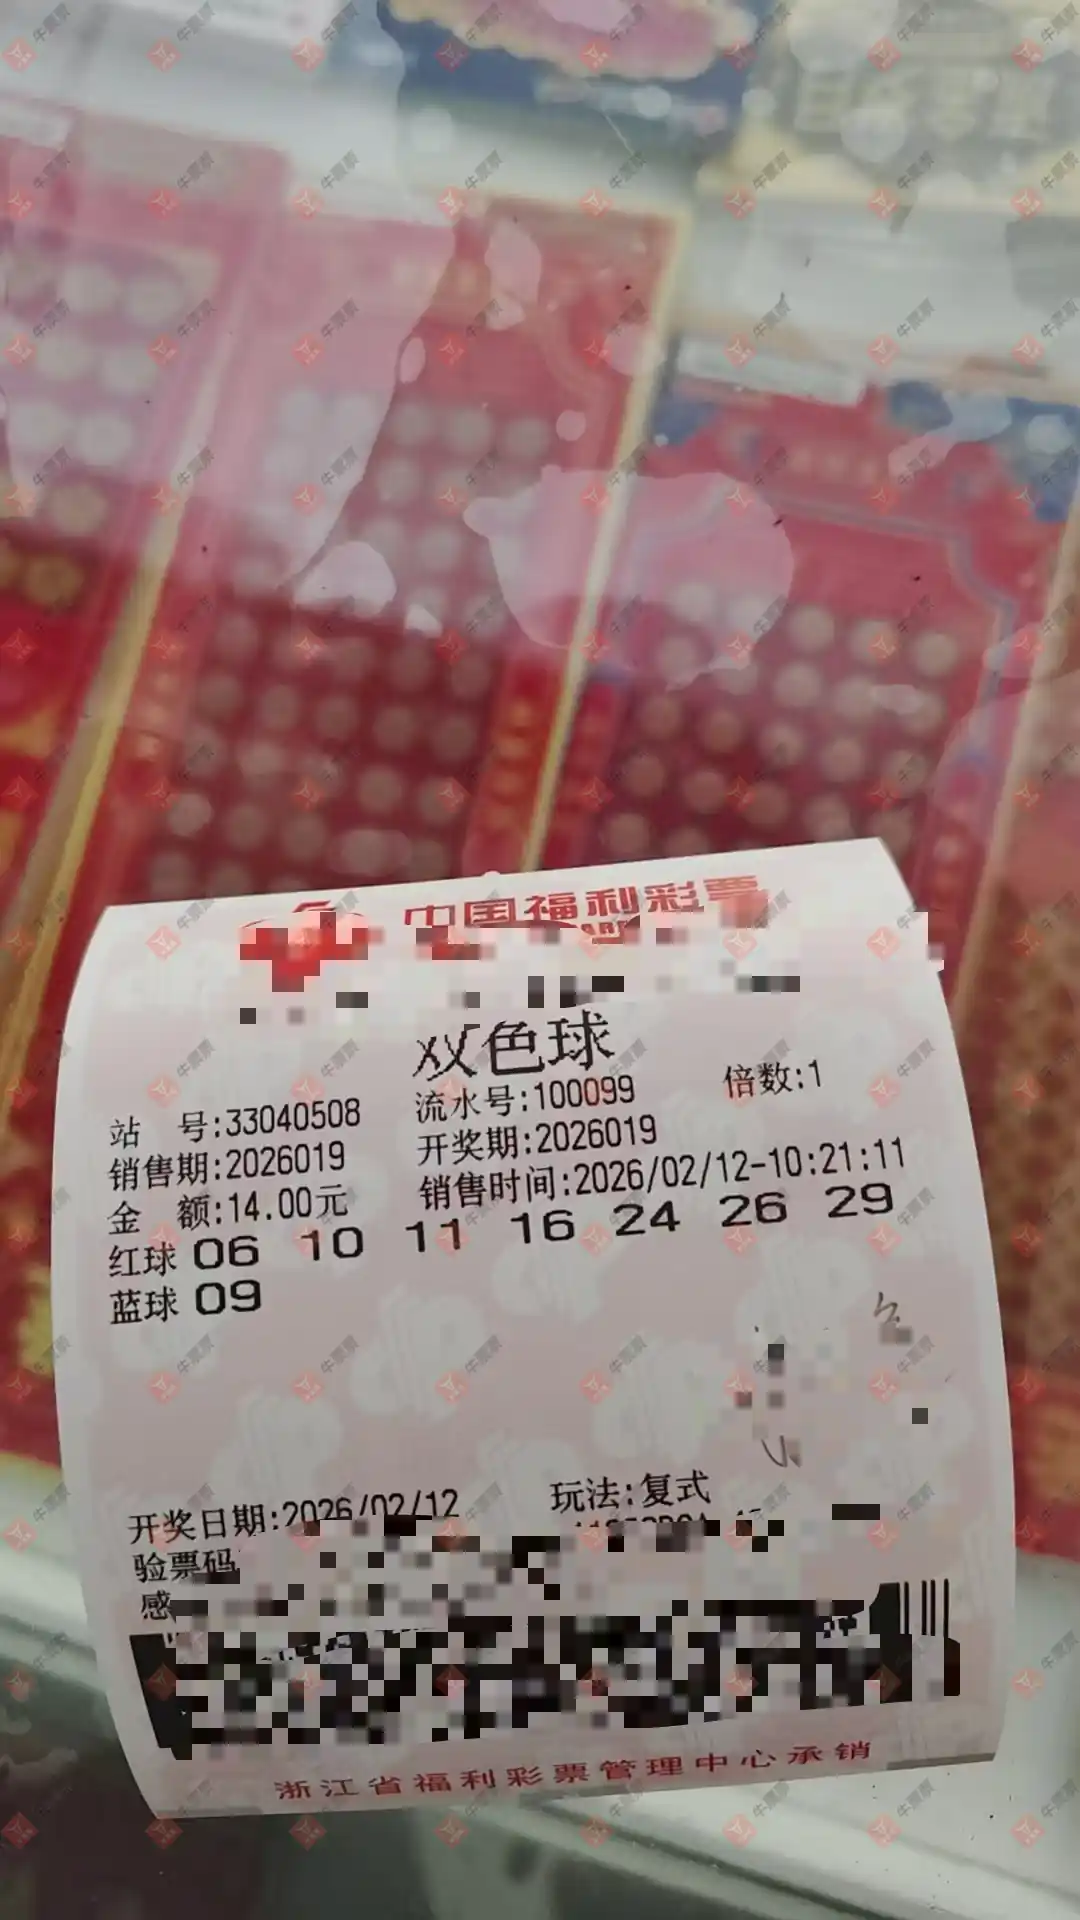 中国福利彩票
双色球
站 号:33040508 流水号:100099 倍数:1
销售期:2026019 开奖期:2026019
金 额:14.00元 销售时间:2026/02/12-10:21:11
红球 06 10 11 16 24 26 29
蓝球 09
开奖日期:2026/02/12 玩法:复式
验票码
感
浙江省福利彩票管理中心承销
牛票票